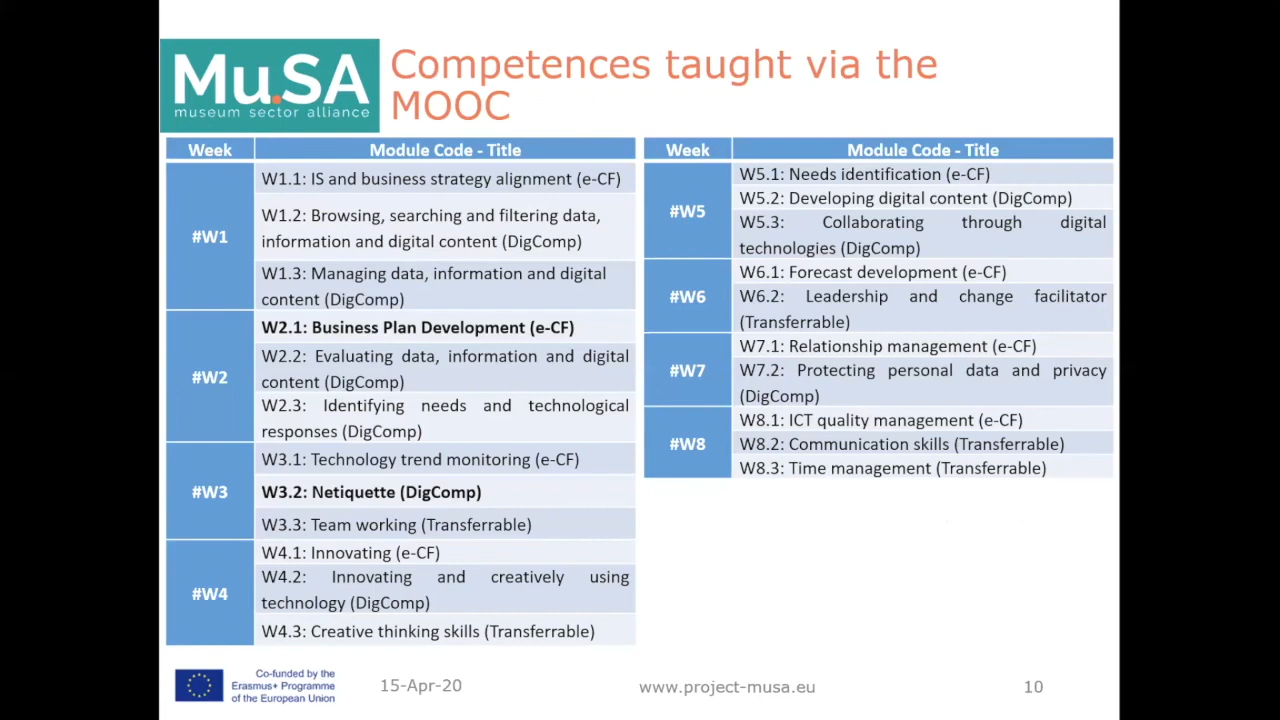 Mu.SA
museum sector alliance
Competences taught via the
MOOC
Week
Module Code - Title
#W1
W1.1: IS and business strategy alignment (e-CF)
W1.2: Browsing, searching and filtering data,
information and digital content (DigComp)
W1.3: Managing data, information and digital
content (DigComp)
#W2
W2.1: Business Plan Development (e-CF)
W2.2: Evaluating data, information and digital
content (DigComp)
W2.3: Identifying needs and technological
responses (DigComp)
#W3
W3.1: Technology trend monitoring (e-CF)
W3.2: Netiquette (DigComp)
W3.3: Team working (Transferrable)
#W4
W4.1: Innovating (e-CF)
W4.2: Innovating and creatively using
technology (DigComp)
W4.3: Creative thinking skills (Transferrable)
Week
Module Code - Title
#W5
W5.1: Needs identification (e-CF)
W5.2: Developing digital content (DigComp)
W5.3: Collaborating through digital
technologies (DigComp)
#W6
W6.1: Forecast development (e-CF)
W6.2: Leadership and change facilitator
(Transferrable)
#W7
W7.1: Relationship management (e-CF)
W7.2: Protecting personal data and privacy
(DigComp)
#W8
W8.1: ICT quality management (e-CF)
W8.2: Communication skills (Transferrable)
W8.3: Time management (Transferrable)
Co-funded by the
Erasmus+ Programme
of the European Union
15-Apr-20
www.project-musa.eu
10